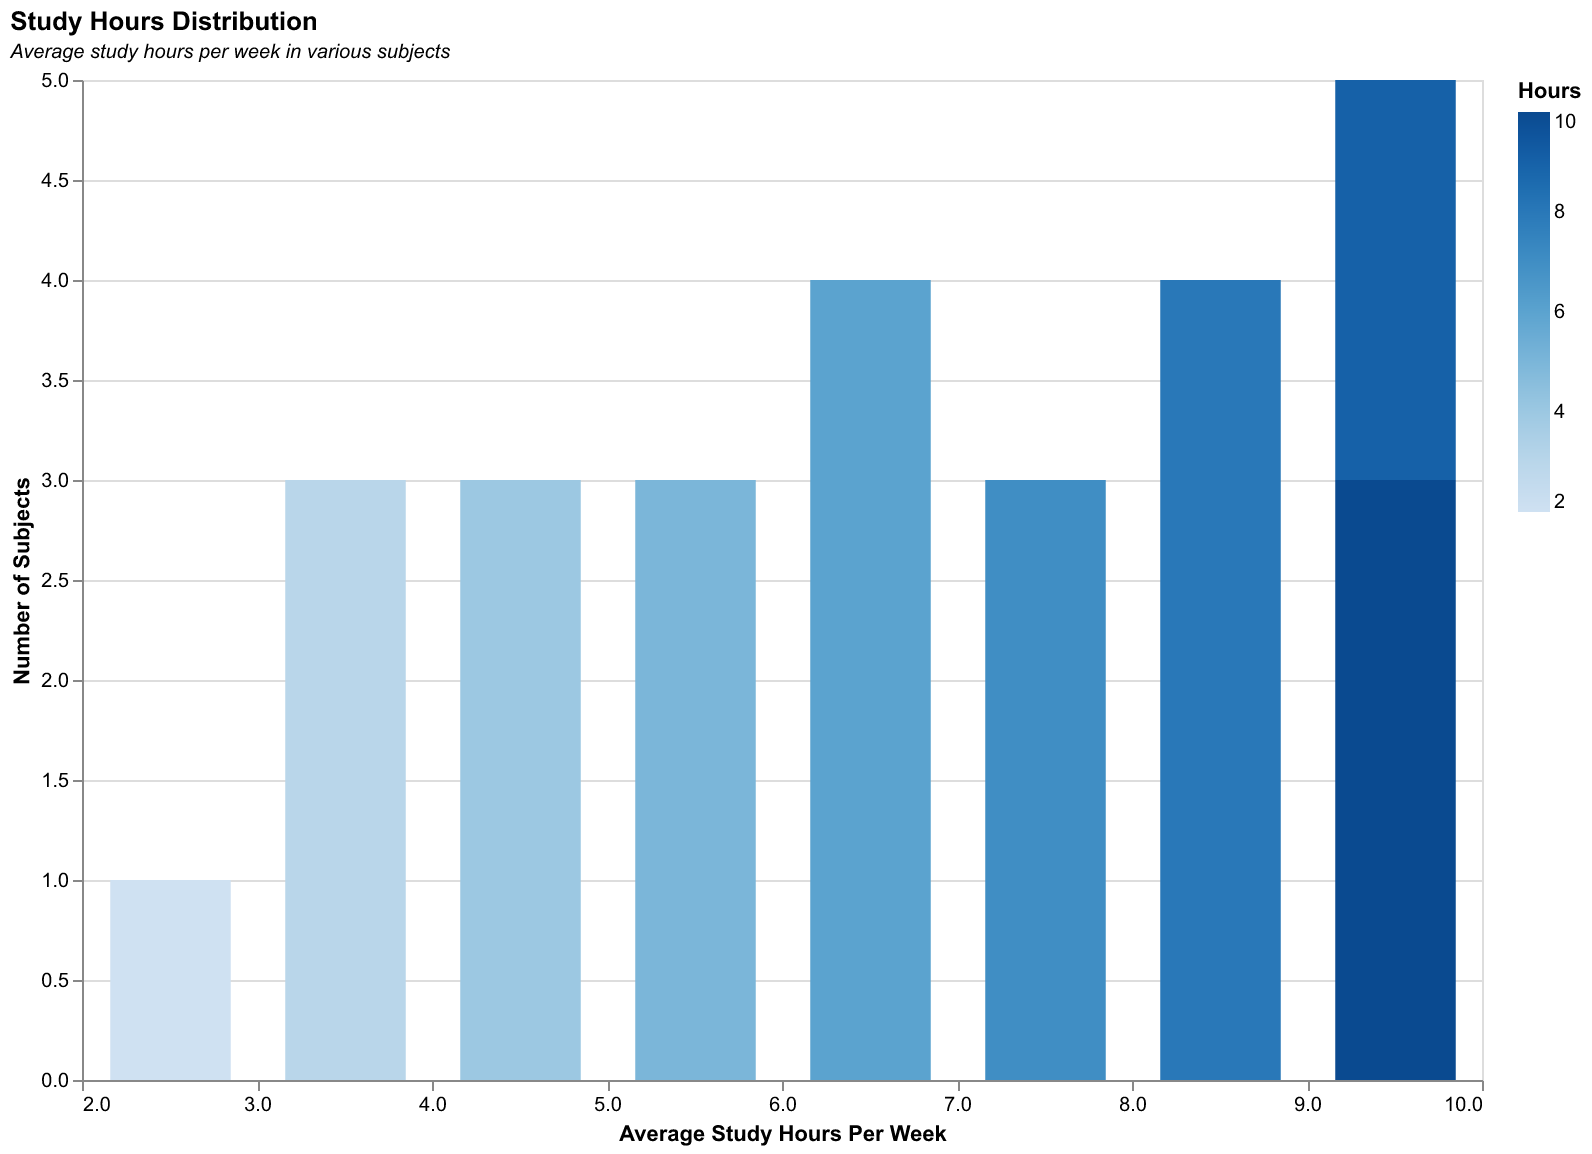 Study Hours Distribution
Average study hours per week in various subjects
Number of Subjects
5.0
4.5
4.0
3.5
3.0
2.5
2.0
1.5
1.0
0.5
0.0
2.0 3.0 4.0 5.0 6.0 7.0 8.0 9.0 10.0
Average Study Hours Per Week
Hours
10
8
6
4
2